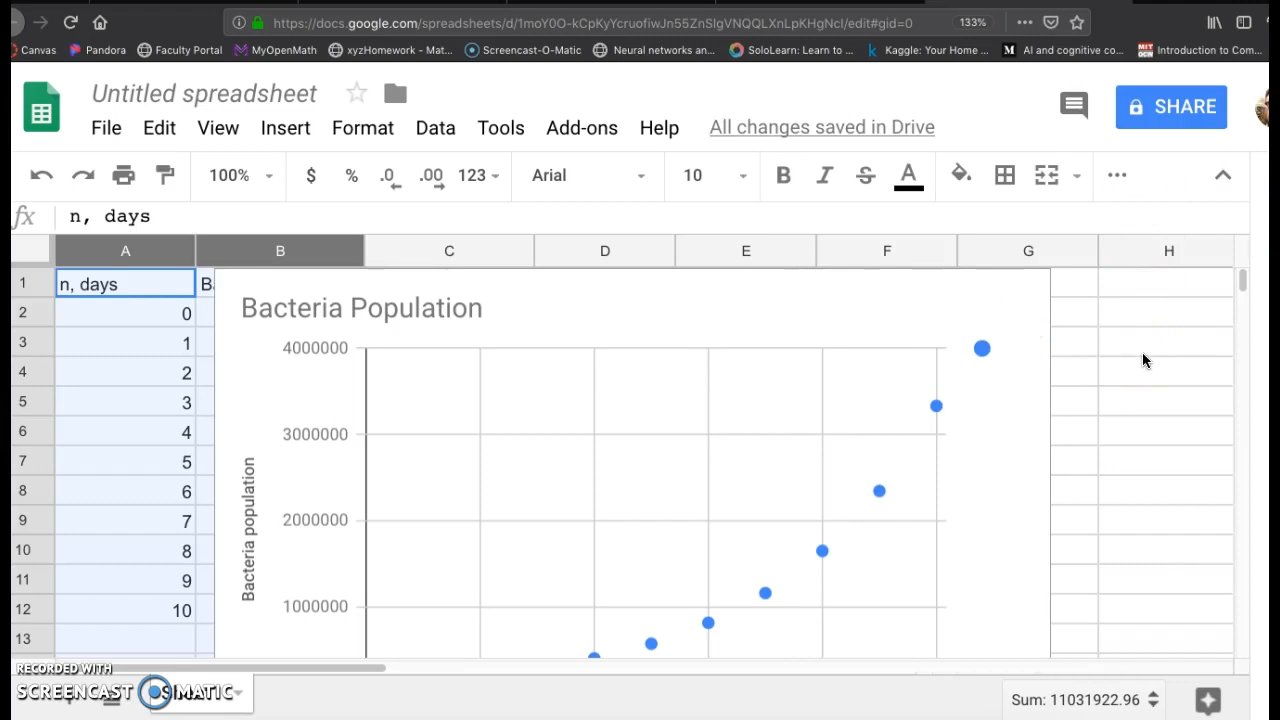 https://docs.google.com/spreadsheets/d/1moY0O-kCpKyYcruofiwJn55ZnSlgVNQQLXnLpKHgNcI/edit#gid=0 133%
Canvas Pandora Faculty Portal MyOpenMath xyzHomework - Mat... Screencast-O-Matic Neural networks an... SoloLearn: Learn to ... Kaggle: Your Home ... AI and cognitive co... Introduction to Com...
Untitled spreadsheet
SHARE
File Edit View Insert Format Data Tools Add-ons Help All changes saved in Drive
100% $ % .0 .00 123 Arial 10 B I S A
fx n, days
A B C D E F G H
1 n, days
2 0
3 1
4 2
5 3
6 4
7 5
8 6
9 7
10 8
11 9
12 10
13
Bacteria Population
4000000
3000000
2000000
1000000
Bacteria population
RECORDED WITH
SCREENCAST MATIC
Sum: 11031922.96